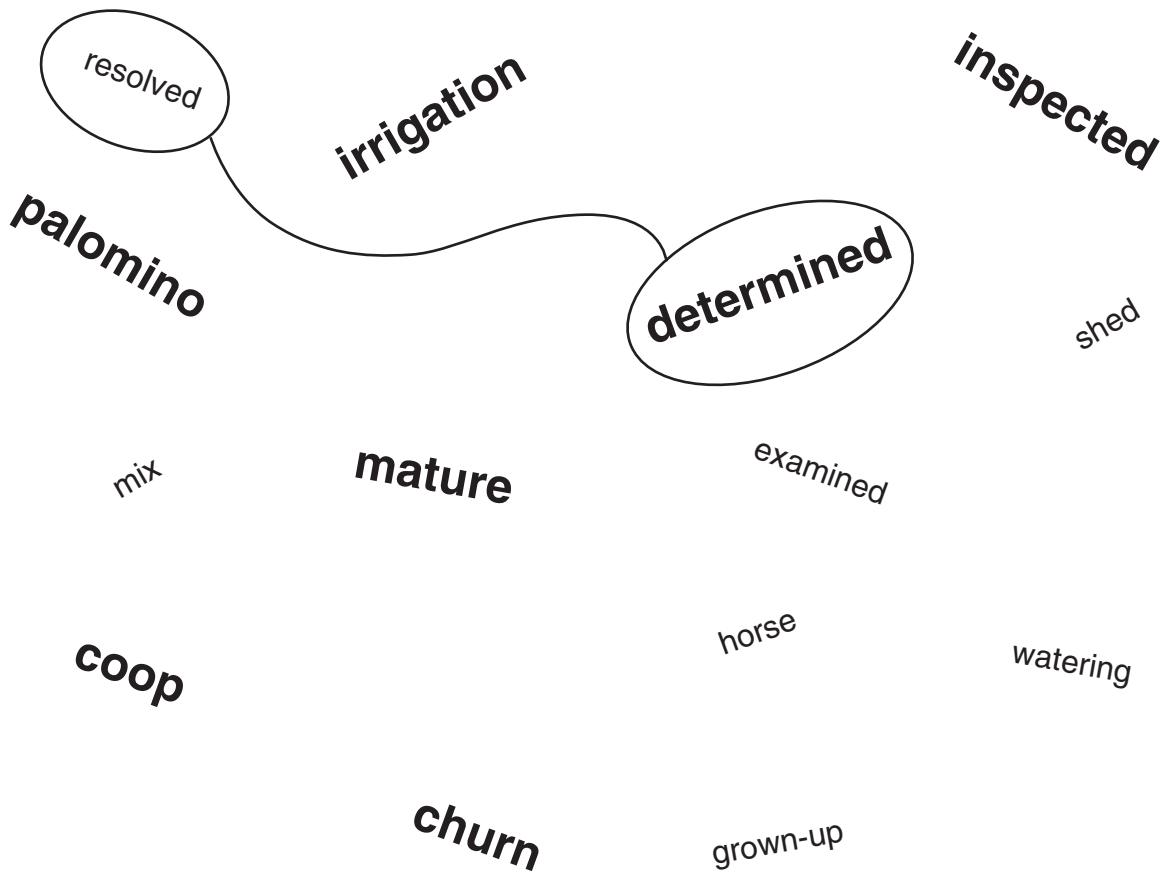 resolved
irrigation
inspected
palomino
determined
shed
mix
mature
examined
coop
horse
watering
churn
grown-up